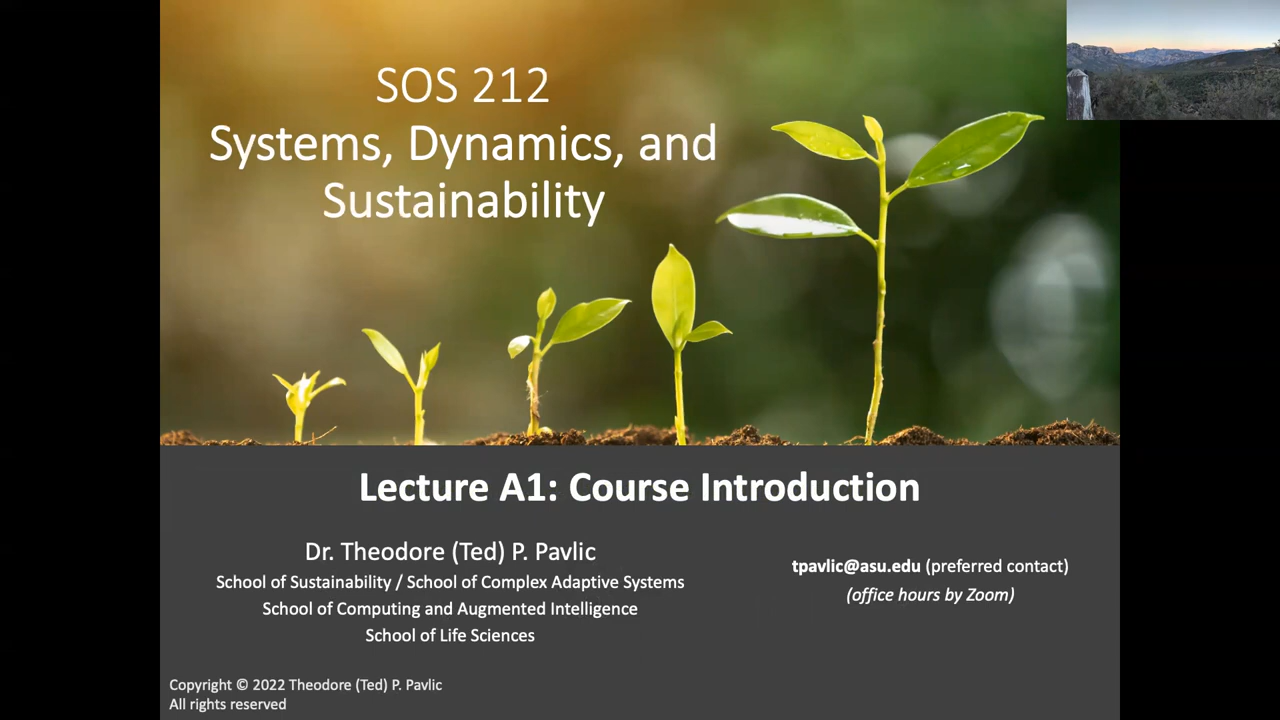 SOS 212
Systems, Dynamics, and
Sustainability
Lecture A1: Course Introduction
Dr. Theodore (Ted) P. Pavlic
School of Sustainability / School of Complex Adaptive Systems
School of Computing and Augmented Intelligence
School of Life Sciences
tpavlic@asu.edu (preferred contact)
(office hours by Zoom)
Copyright © 2022 Theodore (Ted) P. Pavlic
All rights reserved